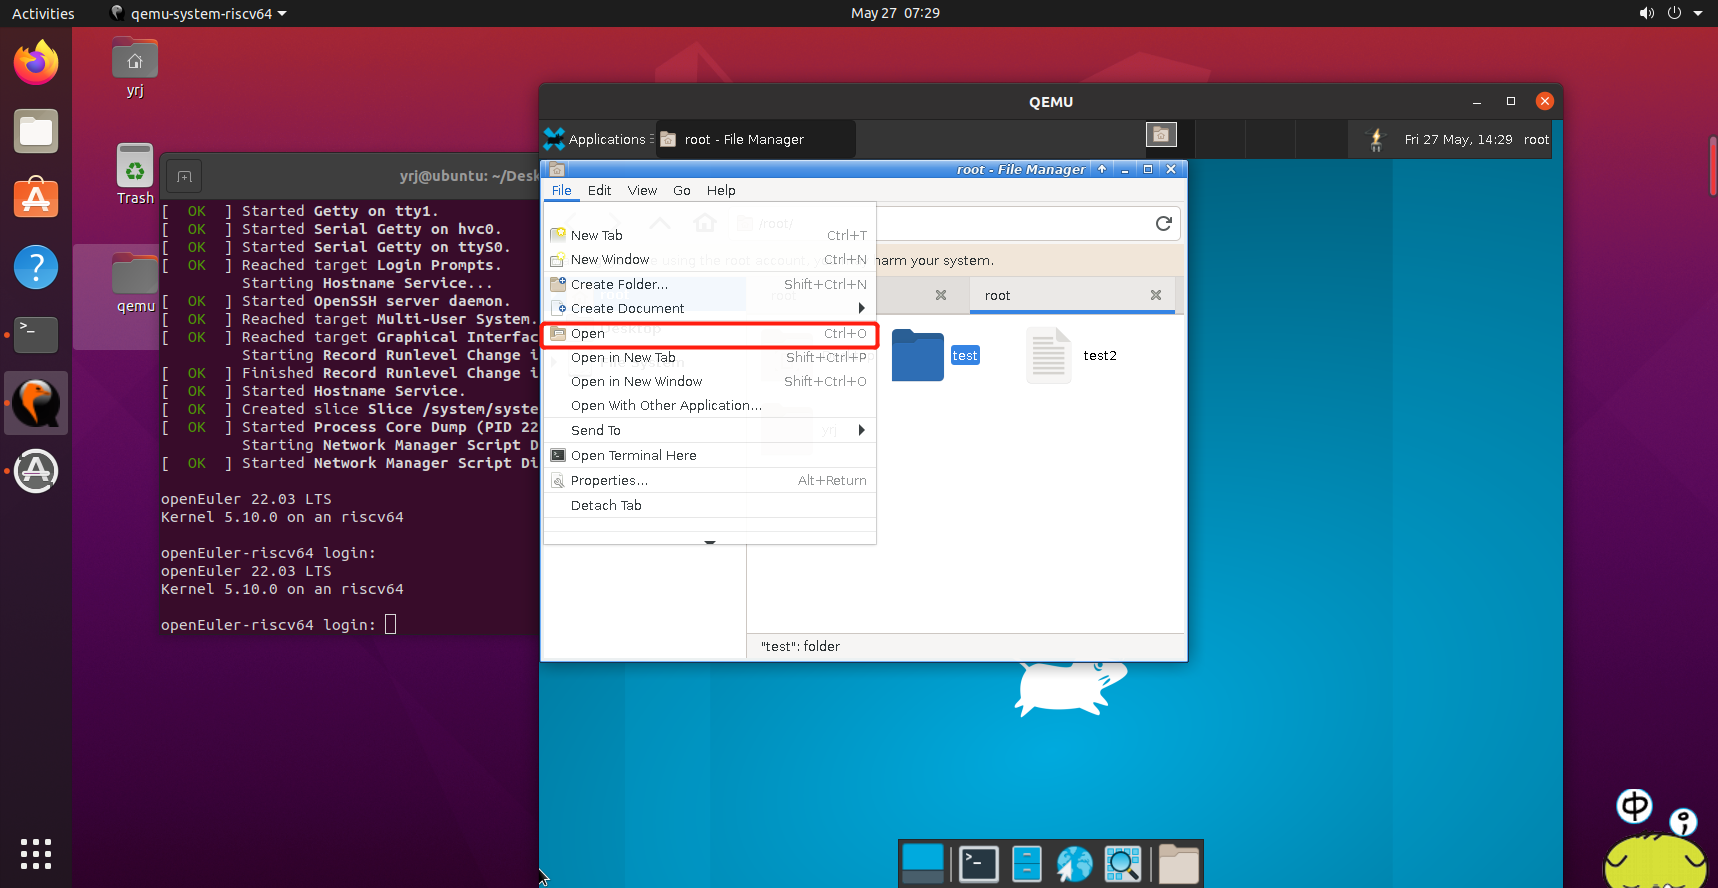 Activities
qemu-system-riscv64
May 27 07:29
yrj
Trash
qemu
yrj@ubuntu: ~/Desk
[ OK ] Started Getty on tty1.
[ OK ] Started Serial Getty on hvc0.
[ OK ] Started Serial Getty on ttyS0.
[ OK ] Reached target Login Prompts.
Starting Hostname Service...
[ OK ] Started OpenSSH server daemon.
[ OK ] Reached target Multi-User System.
[ OK ] Reached target Graphical Interfac
Starting Record Runlevel Change i
[ OK ] Finished Record Runlevel Change i
[ OK ] Started Hostname Service.
[ OK ] Created slice Slice /system/syste
[ OK ] Started Process Core Dump (PID 22
Starting Network Manager Script D
[ OK ] Started Network Manager Script Di
openEuler 22.03 LTS
Kernel 5.10.0 on an riscv64
openEuler-riscv64 login:
openEuler 22.03 LTS
Kernel 5.10.0 on an riscv64
openEuler-riscv64 login:
QEMU
Applications
root - File Manager
Fri 27 May, 14:29 root
root - File Manager
File Edit View Go Help
/root/
using the root account, harm your system.
New Tab Ctrl+T
New Window Ctrl+N
Create Folder... Shift+Ctrl+N
Create Document
Open Ctrl+O
Open in New Tab Shift+Ctrl+P
Open in New Window Shift+Ctrl+O
Open With Other Application...
Send To
Open Terminal Here
Properties... Alt+Return
Detach Tab
root
Desktop
yrj
test
test2
"test": folder
中